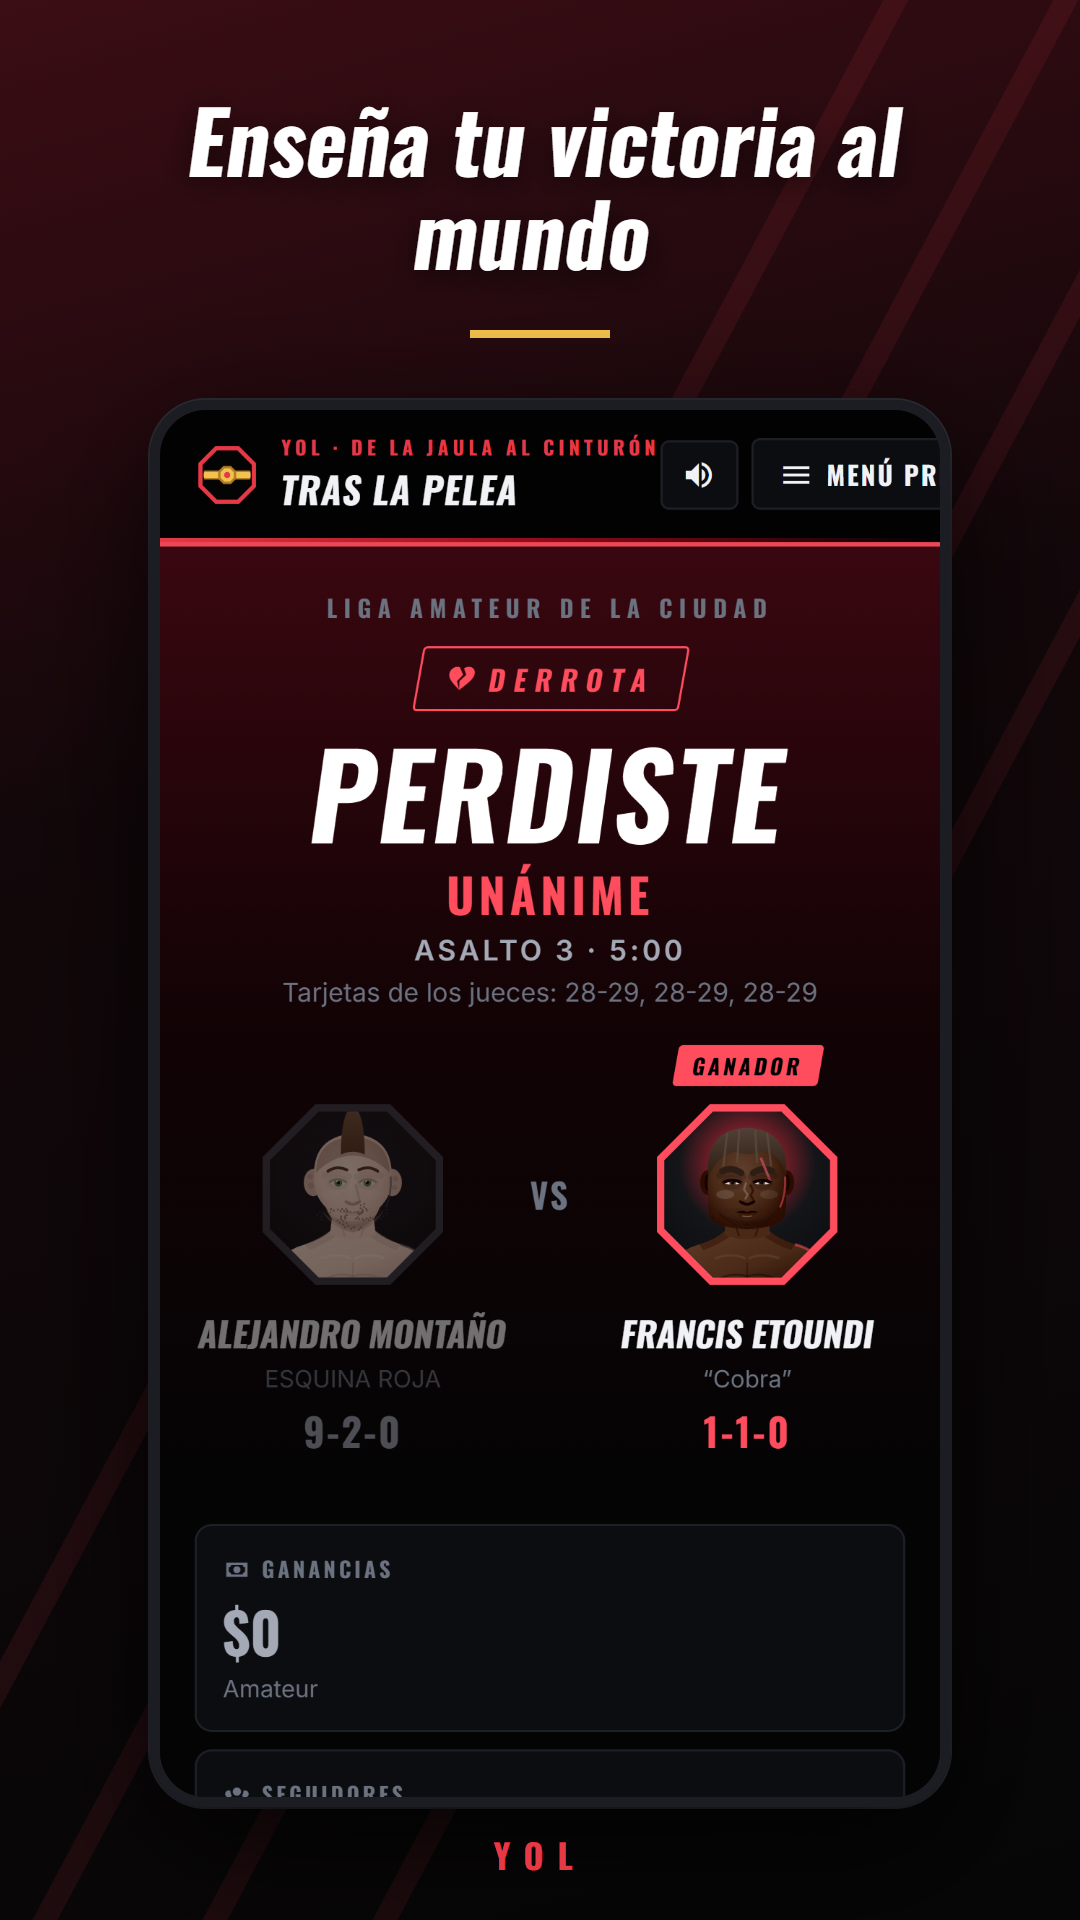 Enseña tu victoria al
mundo
YOL · DE LA JAULA AL CINTURÓN
TRAS LA PELEA
MENÚ PR
LIGA AMATEUR DE LA CIUDAD
DERROTA
PERDISTE
UNÁNIME
ASALTO 3 · 5:00
Tarjetas de los jueces: 28-29, 28-29, 28-29
GANADOR
VS
ALEJANDRO MONTAÑO
ESQUINA ROJA
9-2-0
FRANCIS ETOUNDI
“Cobra”
1-1-0
GANANCIAS
$0
Amateur
SEGUIDORES
YOL